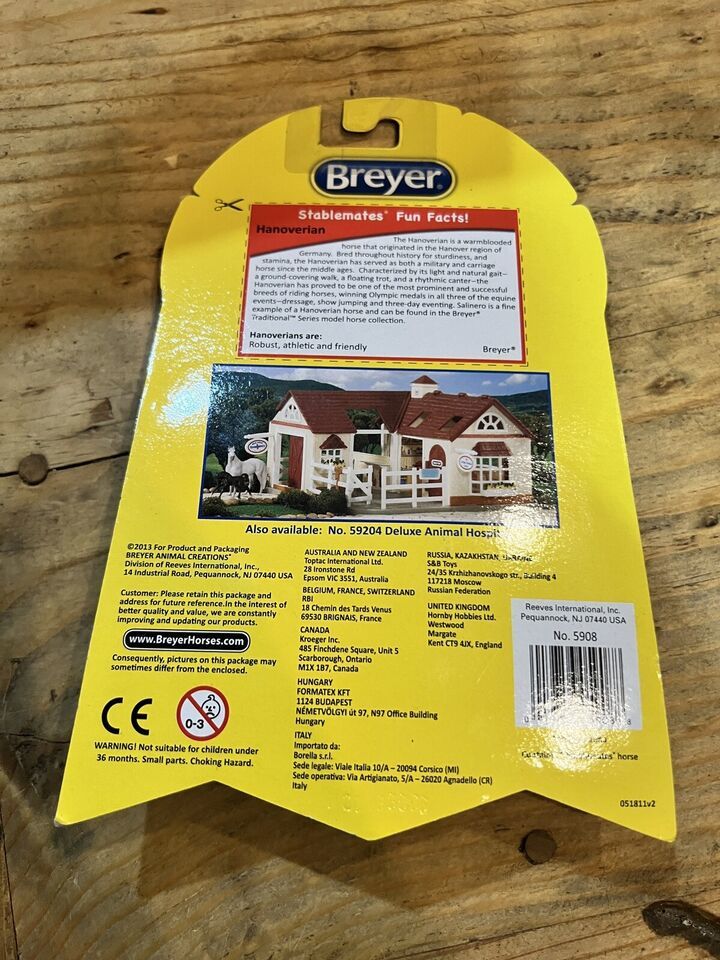 Breyer®
Stablemates® Fun Facts!
Hanoverian
The Hanoverian is a warmblooded
horse that originated in the Hanover region of
Germany. Bred throughout history for sturdiness, and
stamina, the Hanoverian has served as both a military and carriage
horse since the middle ages. Characterized by its light and natural gait—
a ground-covering walk, a floating trot, and a rhythmic canter—the
Hanoverian has proved to be one of the most prominent and successful
breeds of riding horses, winning Olympic medals in all three of the equine
events—dressage, show jumping and three-day eventing. Salinero is a fine
example of a Hanoverian horse and can be found in the Breyer®
Traditional™ Series model horse collection.
Hanoverians are:
Robust, athletic and friendly
Breyer®
Also available: No. 59204 Deluxe Animal
©2013 For Product and Packaging
BREYER ANIMAL CREATIONS®
Division of Reeves International, Inc.,
14 Industrial Road, Pequannock, NJ 07440 USA
Customer: Please retain this package and
address for future reference.In the interest of
better quality and value, we are constantly
improving and updating our products.
www.BreyerHorses.com
Consequently, pictures on this package may
sometimes differ from the enclosed.
CE
0-3
WARNING! Not suitable for children under
36 months. Small parts. Choking Hazard.
AUSTRALIA AND NEW ZEALAND
Toptac International Ltd.
28 Ironstone Rd
Epsom VIC 3551, Australia
BELGIUM, FRANCE, SWITZERLAND
RBI
18 Chemin des Tards Venus
69530 BRIGNAIS, France
CANADA
Kroeger Inc.
485 Finchdene Square, Unit 5
Scarborough, Ontario
M1X 1B7, Canada
HUNGARY
FORMATEX KFT
1124 BUDAPEST
NÉMETVÖLGYI út 97, N97 Office Building
Hungary
ITALY
Importato da:
Borella s.r.l.
Sede legale: Viale Italia 10/A – 20094 Corsico (MI)
Sede operativa: Via Artigianato, 5/A – 26020 Agnadello (CR)
Italy
RUSSIA, KAZAKHSTAN, UKRAINE
S&B Toys
24/35 Krzhizhanovskogo str., Building 4
117218 Moscow
Russian Federation
UNITED KINGDOM
Hornby Hobbies Ltd.
Westwood
Margate
Kent CT9 4JX, England
Reeves International, Inc.
Pequannock, NJ 07440 USA
No. 5908
horse
051811v2